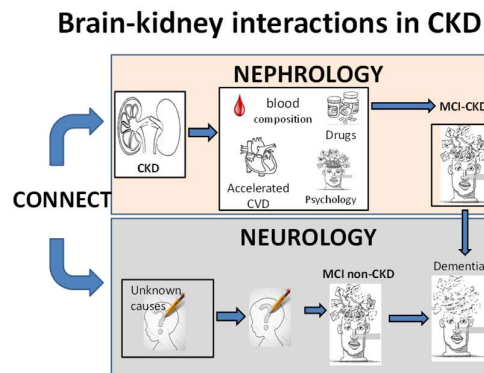 Brain-kidney interactions in CKD
NEPHROLOGY
CKD
blood
composition
Drugs
Accelerated
CVD
Psychology
MCI-CKD
CONNECT
NEUROLOGY
Unknown
causes
MCI non-CKD
Dementia